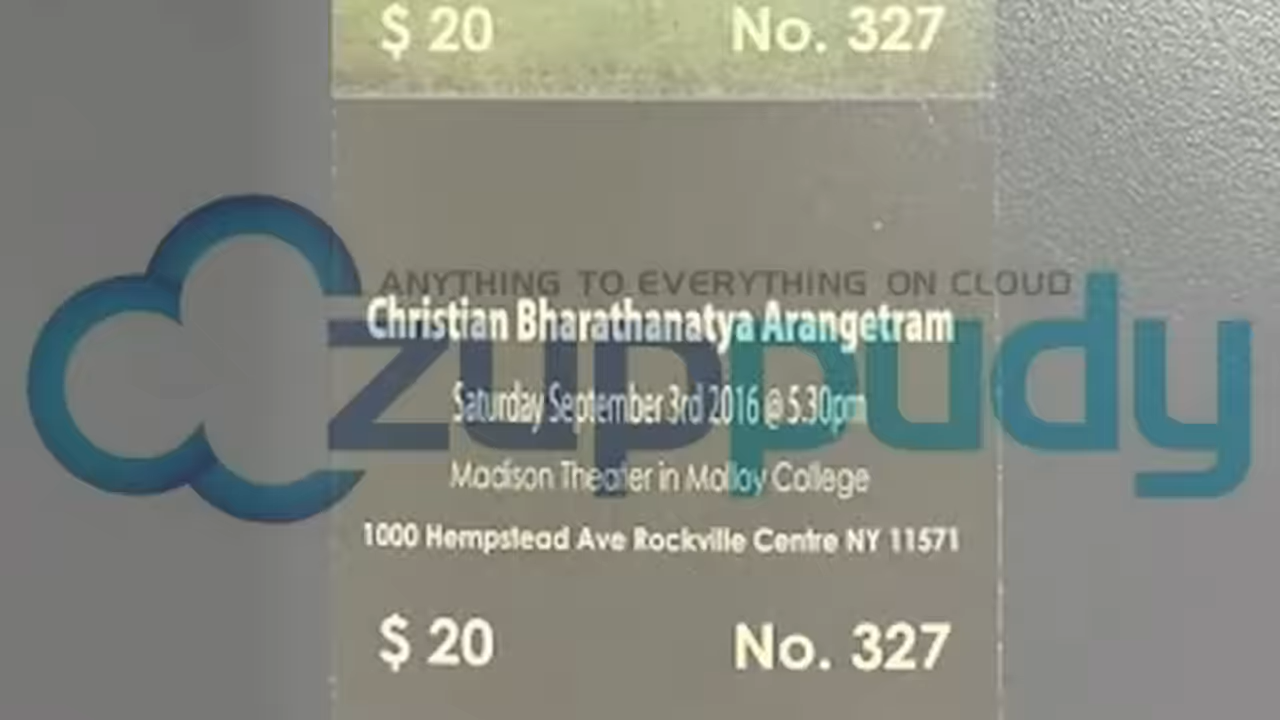 $ 20 No. 327
ANYTHING TO EVERYTHING ON CLOUD
zuppudy
Christian Bharathanatya Arangetram
Saturday September 3rd 2016 @ 5.30pm
Madison Theater in Molloy College
1000 Hempstead Ave Rockville Centre NY 11571
$ 20 No. 327